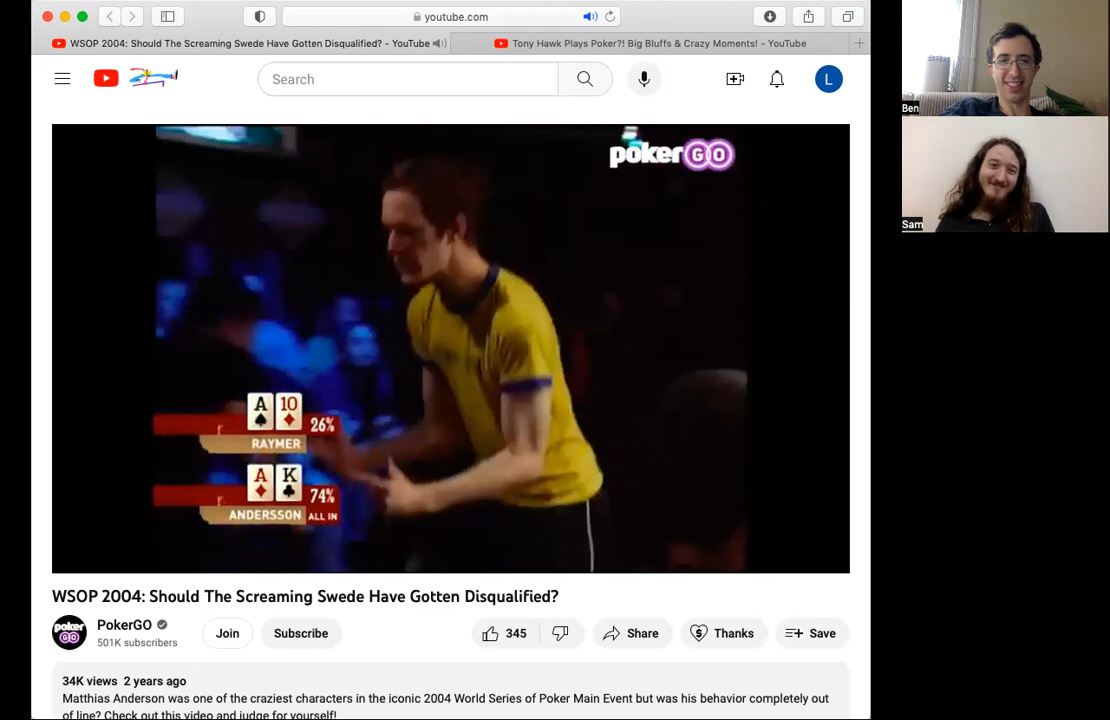 youtube.com
WSOP 2004: Should The Screaming Swede Have Gotten Disqualified? - YouTube
Tony Hawk Plays Poker?! Big Bluffs & Crazy Moments! - YouTube
Search
L
Ben
Sam
poker GO
A 10
26%
RAYMER
A K
74%
ANDERSSON ALL IN
WSOP 2004: Should The Screaming Swede Have Gotten Disqualified?
poker GO
PokerGO
501K subscribers
Join
Subscribe
345
Share
Thanks
Save
34K views 2 years ago
Matthias Anderson was one of the craziest characters in the iconic 2004 World Series of Poker Main Event but was his behavior completely out
of line? Check out this video and judge for yourself!